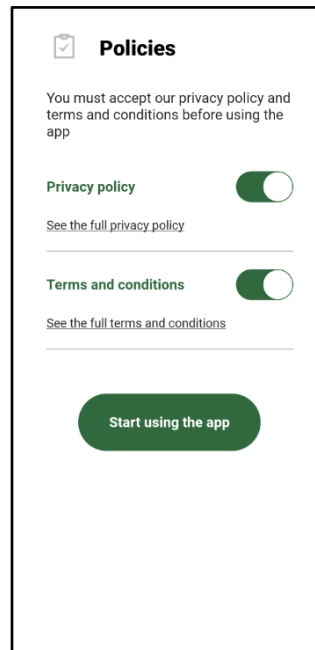 Policies
You must accept our privacy policy and
terms and conditions before using the
app
Privacy policy
See the full privacy policy
Terms and conditions
See the full terms and conditions
Start using the app